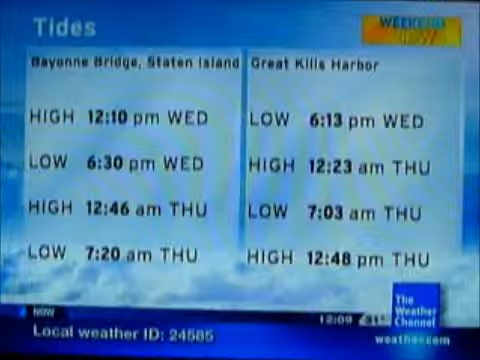 Tides
WEEKEND
NOW
Bayonne Bridge, Staten Island
HIGH 12:10 pm WED
LOW 6:30 pm WED
HIGH 12:46 am THU
LOW 7:20 am THU
Great Kills Harbor
LOW 6:13 pm WED
HIGH 12:23 am THU
LOW 7:03 am THU
HIGH 12:48 pm THU
NOW
12:09
The
Weather
Channel
Local weather ID: 24585
weather.com